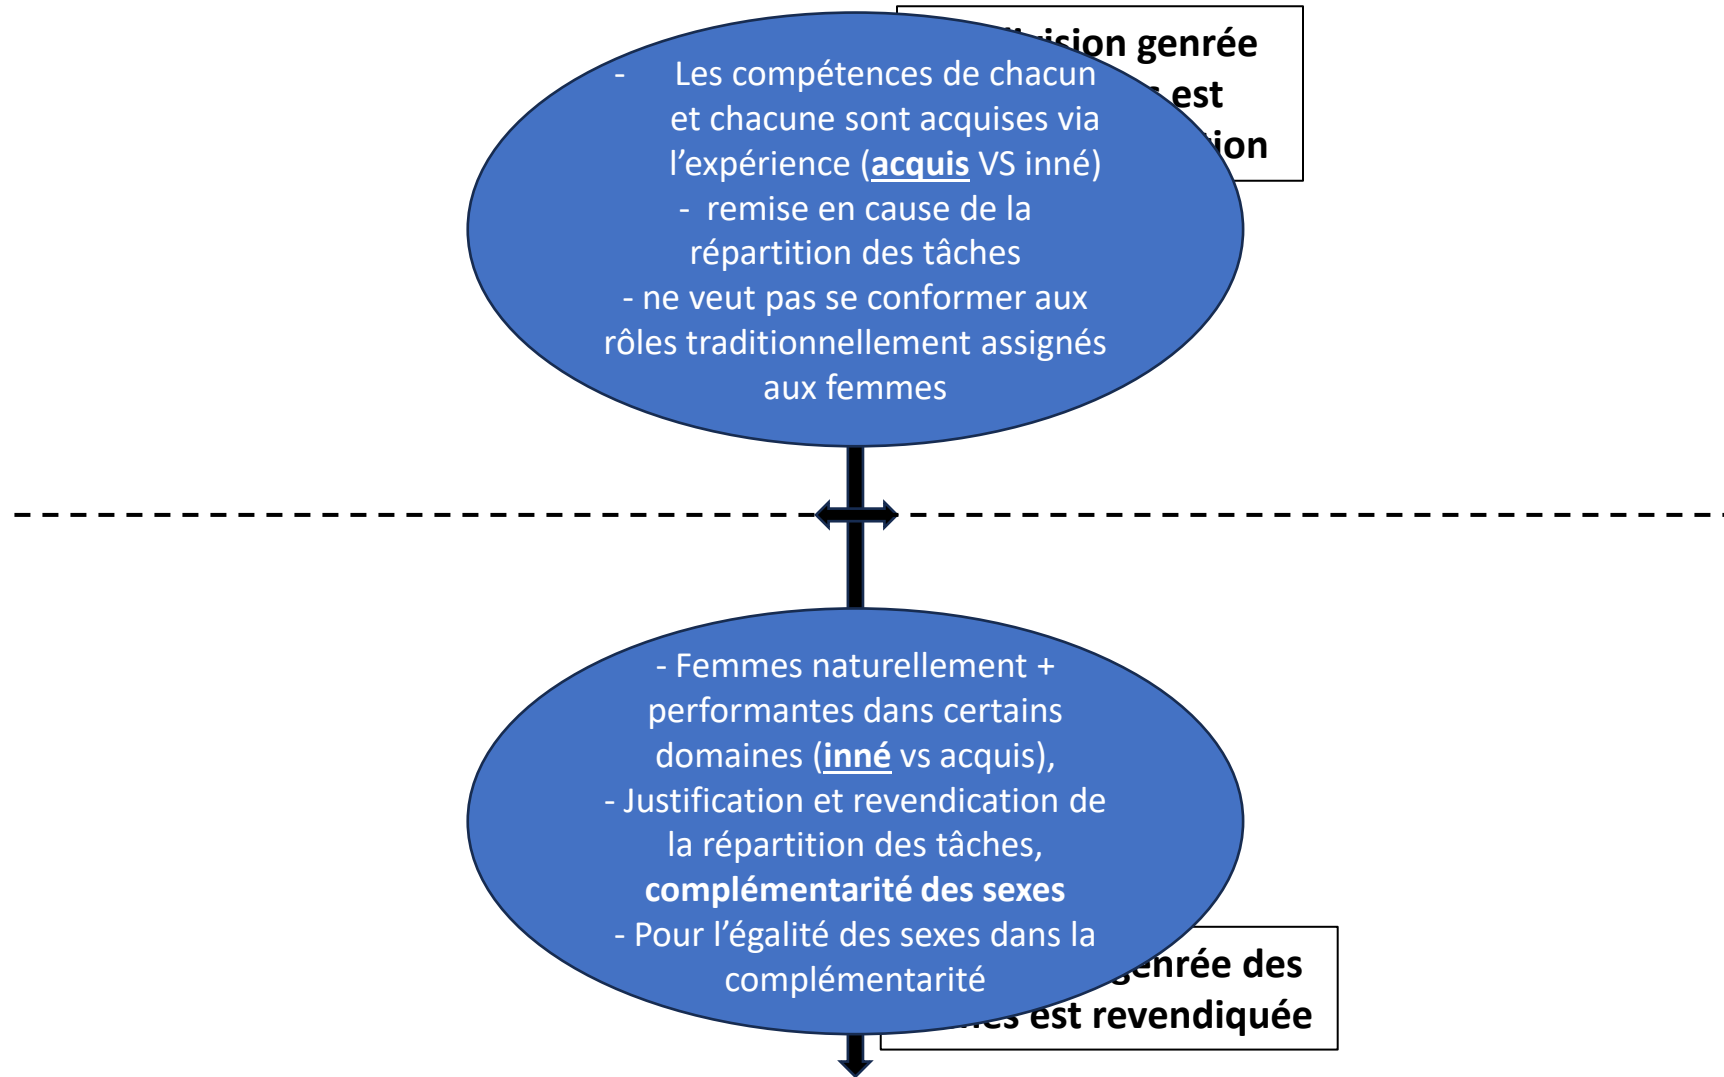 genrée
est
- Les compétences de chacun
et chacune sont acquises via
l’expérience (acquis VS inné)
- remise en cause de la
répartition des tâches
- ne veut pas se conformer aux
rôles traditionnellement assignés
aux femmes
- Femmes naturellement +
performantes dans certains
domaines (inné vs acquis),
- Justification et revendication de
la répartition des tâches,
complémentarité des sexes
- Pour l’égalité des sexes dans la
complémentarité
genrée des
est revendiquée